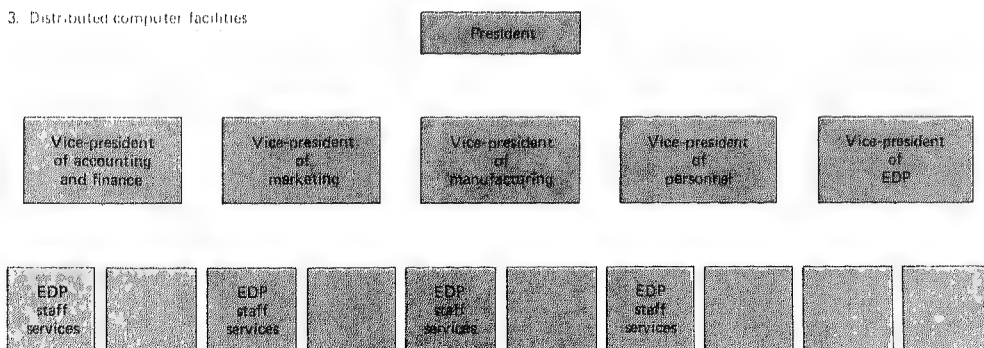 3. Distributed computer facilities
President
Vice-president
of accounting
and finance
Vice-president
of
marketing
Vice-president
of
manufacturing
Vice-president
of
personnel
Vice-president
of
EDP
EDP
staff
services
EDP
staff
services
EDP
staff
services
EDP
staff
services